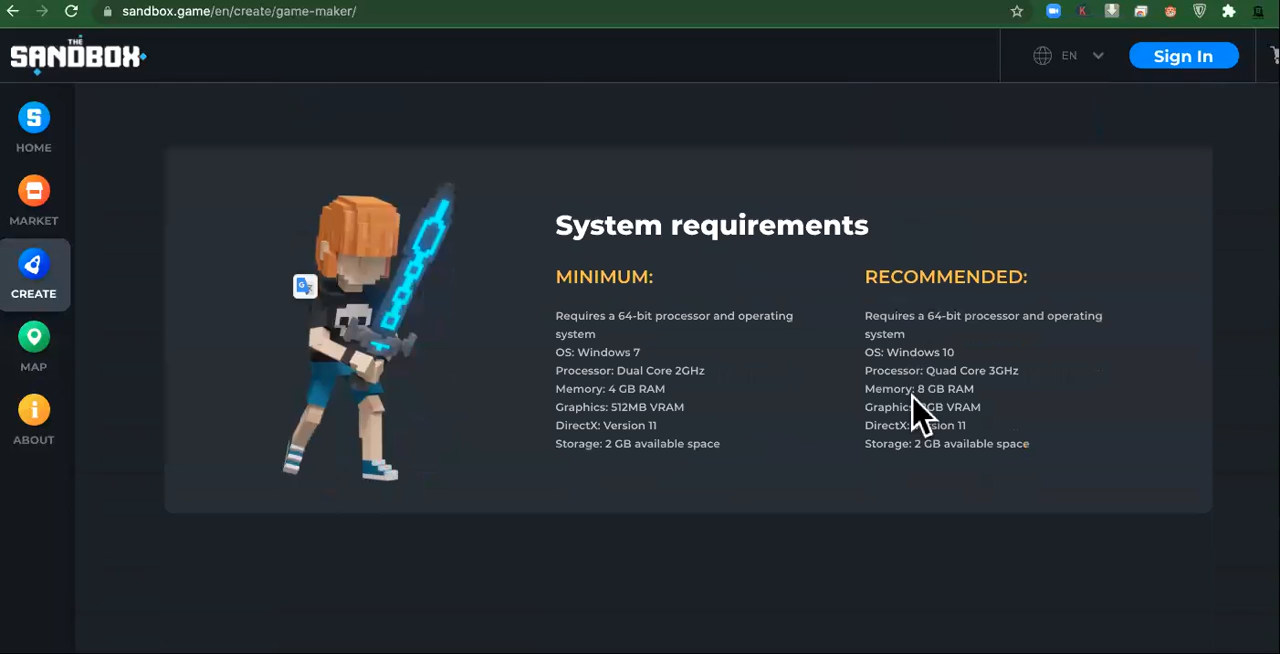 sandbox.game/en/create/game-maker/
THE
SANDBOX
EN
Sign In
HOME
MARKET
CREATE
MAP
ABOUT
System requirements
MINIMUM:
Requires a 64-bit processor and operating
system
OS: Windows 7
Processor: Dual Core 2GHz
Memory: 4 GB RAM
Graphics: 512MB VRAM
DirectX: Version 11
Storage: 2 GB available space
RECOMMENDED:
Requires a 64-bit processor and operating
system
OS: Windows 10
Processor: Quad Core 3GHz
Memory: 8 GB RAM
VRAM
DirectX: 11
Storage: 2 GB available space